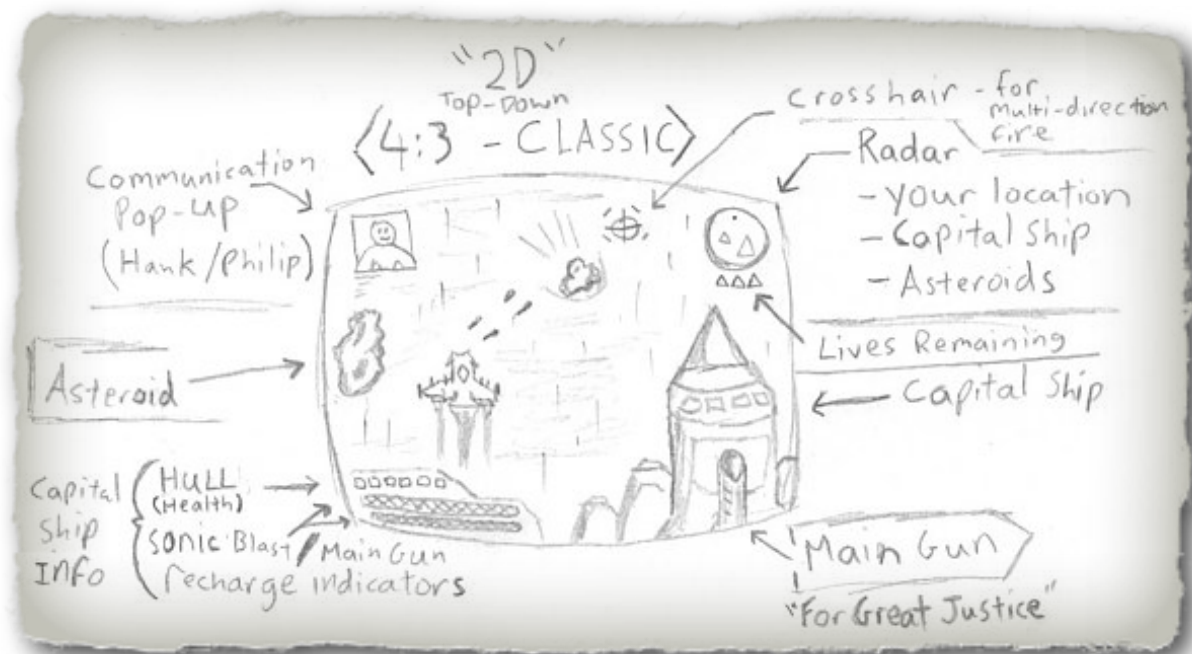 "2D"
Top-Down
<4:3 - CLASSIC>
Communication
Pop-up
(Hank/Philip)
Asteroid
Capital
Ship
Info
HULL
(Health)
Sonic Blast / Main Gun
recharge indicators
crosshair - for
multi-direction
fire
Radar
- your location
- Capital Ship
- Asteroids
Lives Remaining
Capital Ship
Main Gun
"For Great Justice"